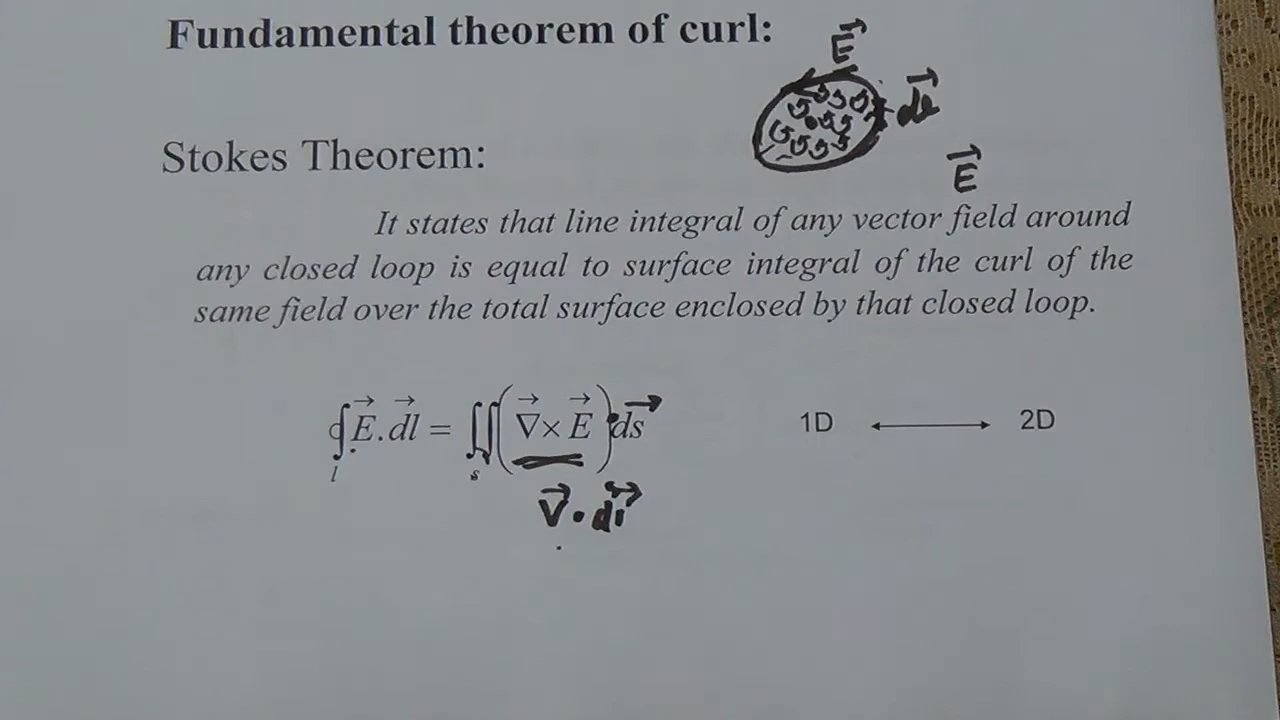 Fundamental theorem of curl:
E⃗
dl⃗
Stokes Theorem:
E⃗
It states that line integral of any vector field around
any closed loop is equal to surface integral of the curl of the
same field over the total surface enclosed by that closed loop.
∮ₗ E⃗ . dl⃗ = ∬ₛ (∇⃗ × E⃗) . ds⃗ 1D ⟷ 2D
V⃗ .